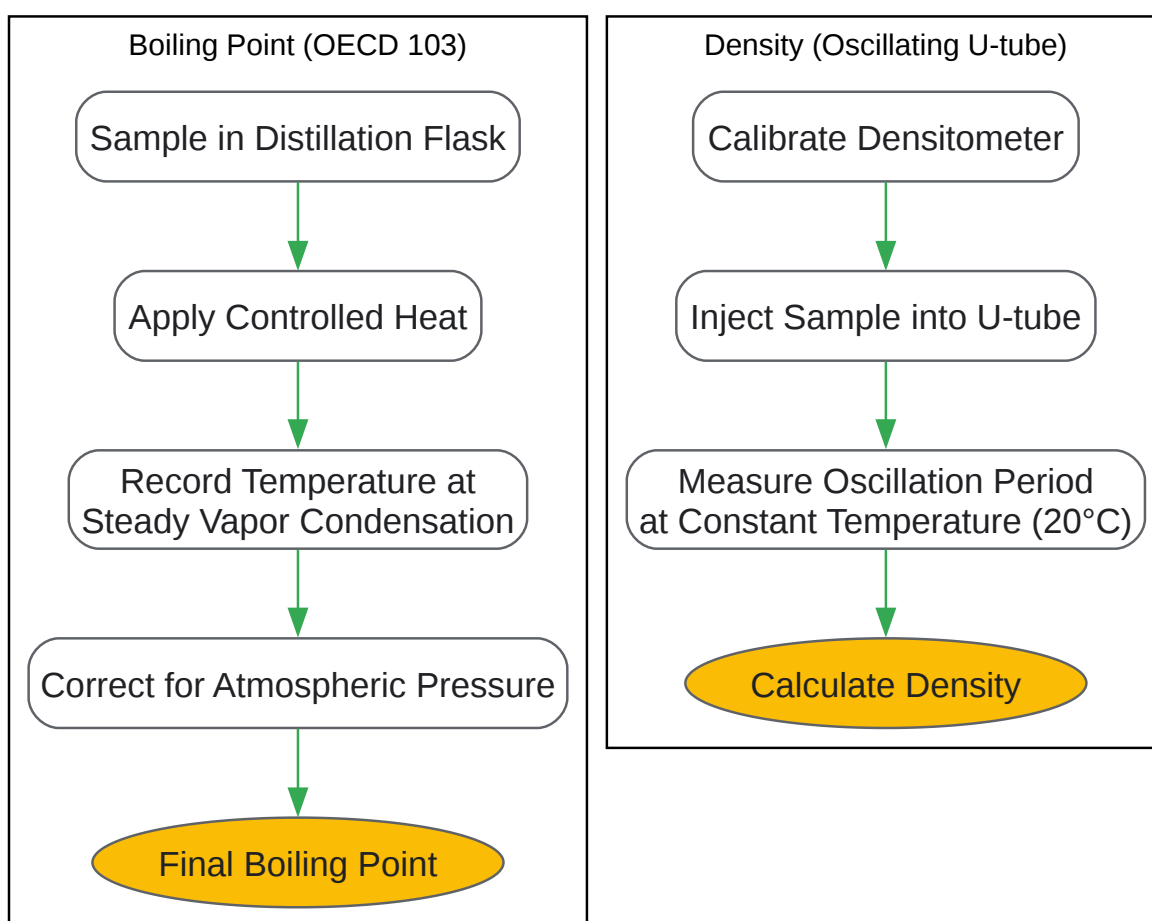 Boiling Point (OECD 103)
Sample in Distillation Flask
Apply Controlled Heat
Record Temperature at
Steady Vapor Condensation
Correct for Atmospheric Pressure
Final Boiling Point
Density (Oscillating U-tube)
Calibrate Densitometer
Inject Sample into U-tube
Measure Oscillation Period
at Constant Temperature (20°C)
Calculate Density